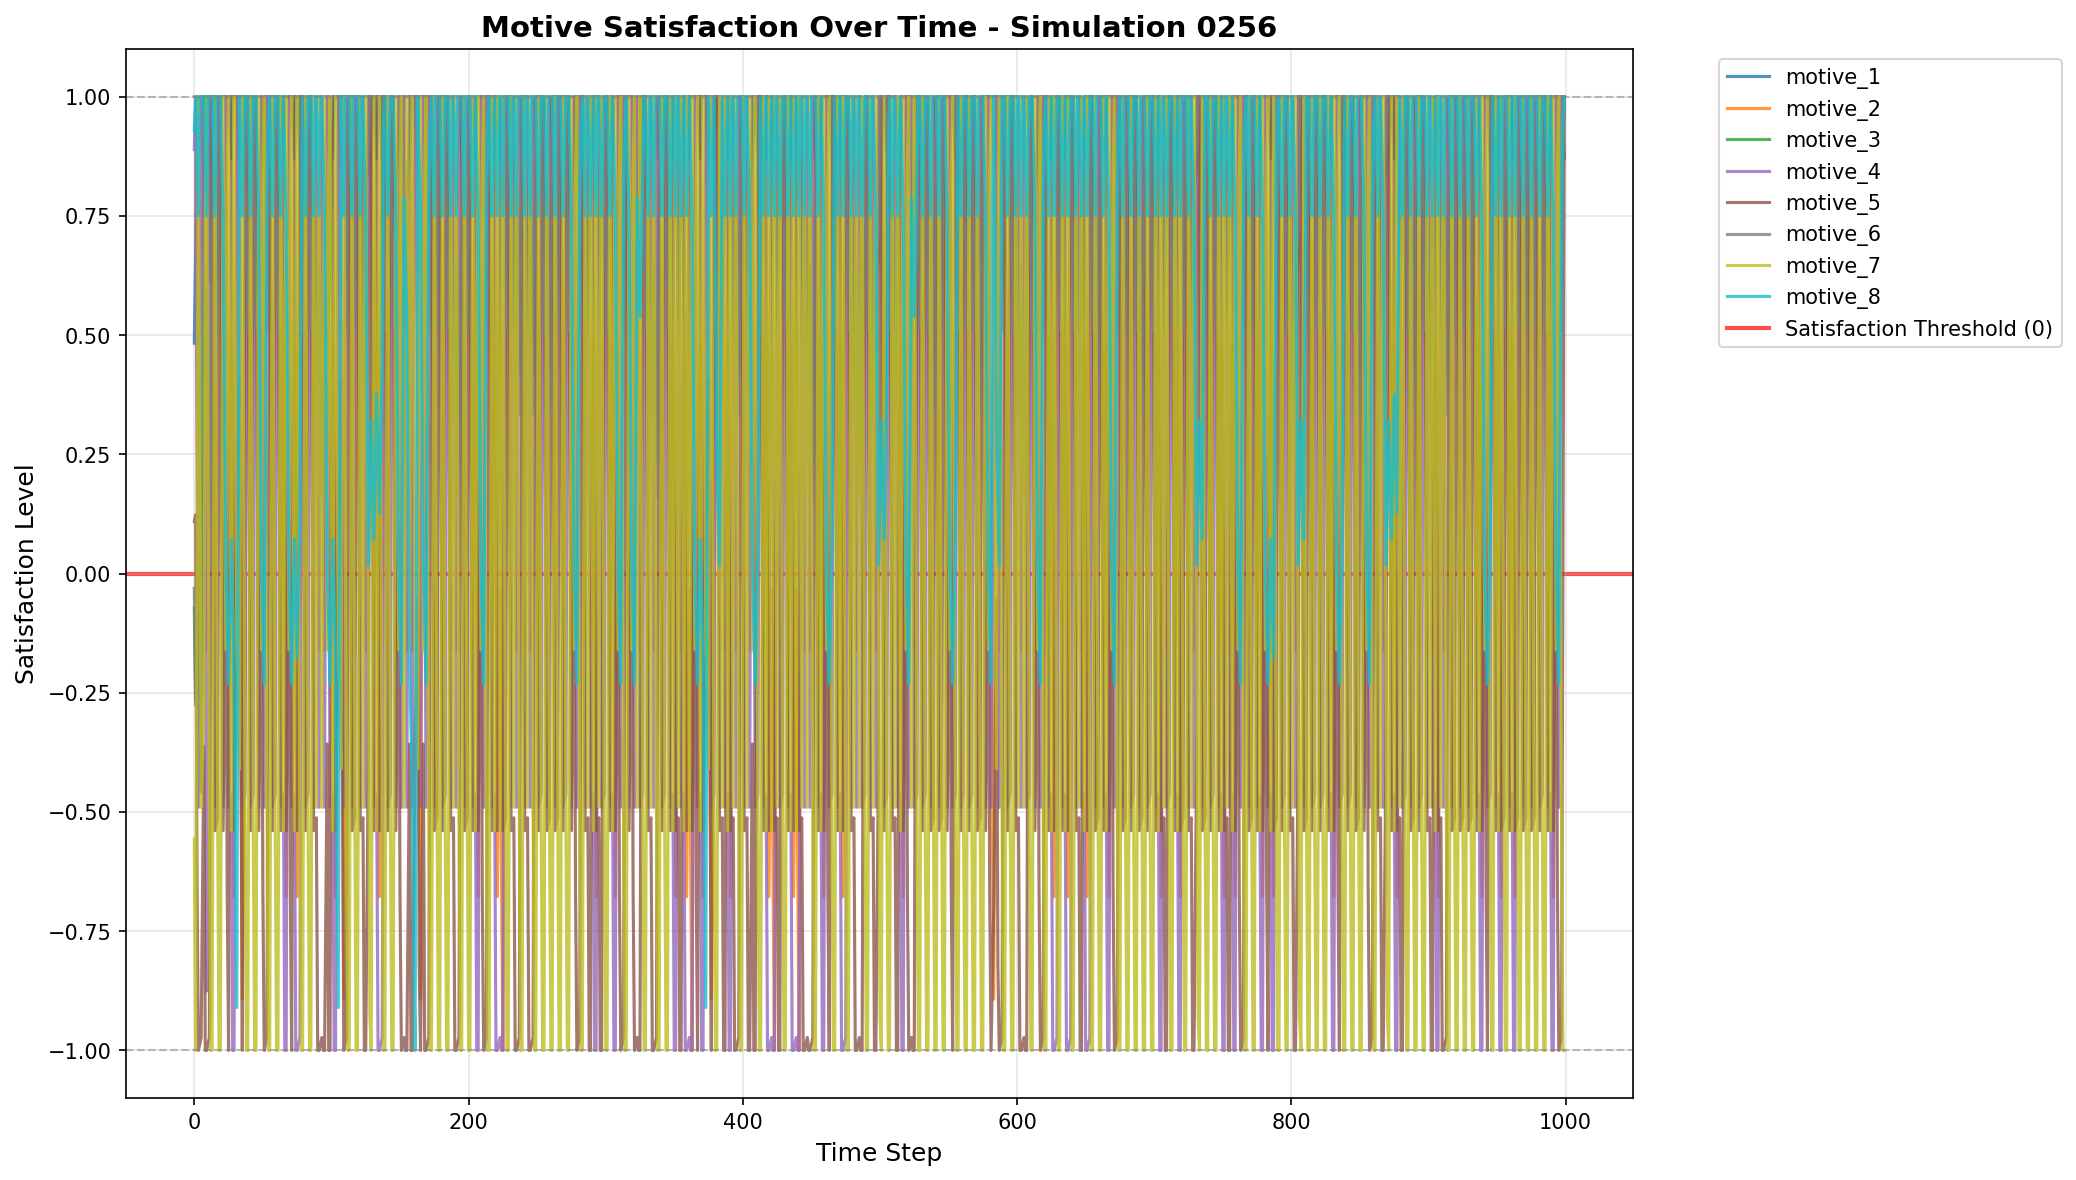 Motive Satisfaction Over Time - Simulation 0256
1.00
0.75
0.50
0.25
0.00
−0.25
−0.50
−0.75
−1.00
Satisfaction Level
0
200
400
600
800
1000
Time Step
motive_1
motive_2
motive_3
motive_4
motive_5
motive_6
motive_7
motive_8
Satisfaction Threshold (0)